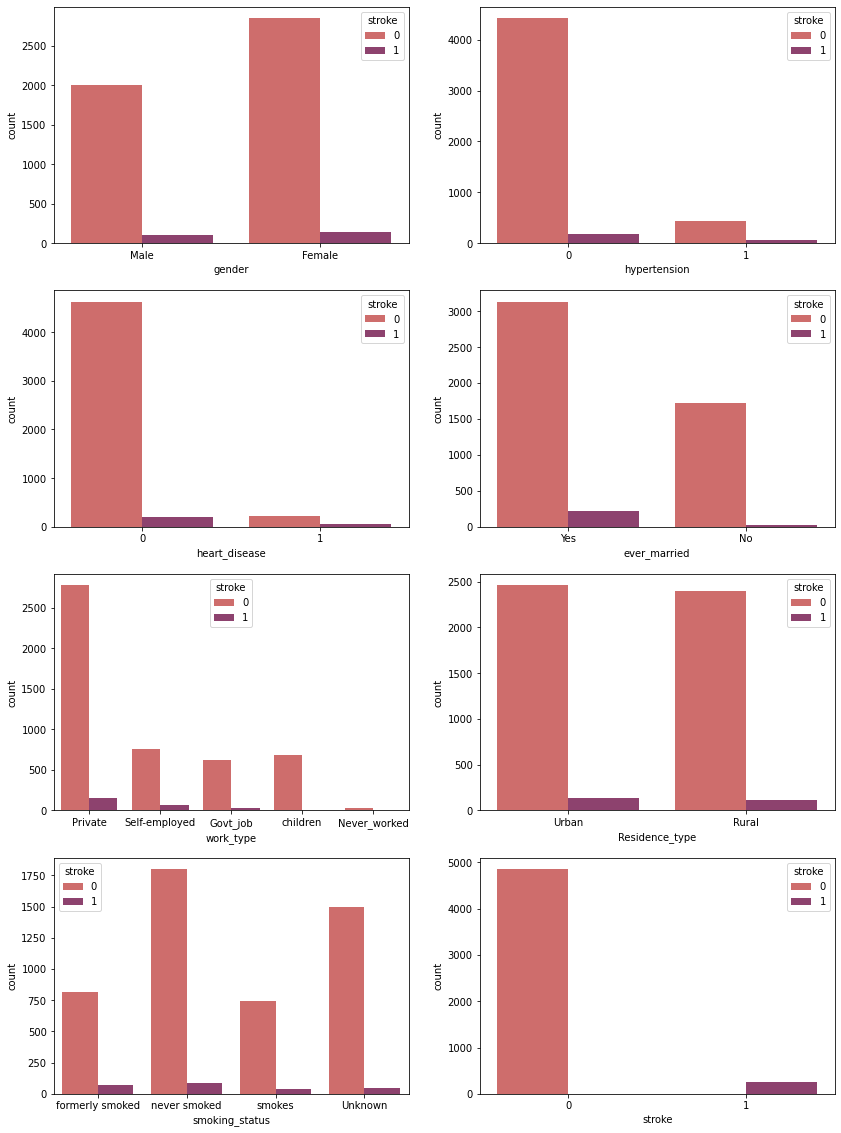 stroke
0
1
2500
2000
1500
1000
500
0
count
Male Female
gender
stroke
0
1
4000
3000
2000
1000
0
count
0 1
hypertension
stroke
0
1
4000
3000
2000
1000
0
count
0 1
heart_disease
stroke
0
1
3000
2500
2000
1500
1000
500
0
count
Yes No
ever_married
stroke
0
1
2500
2000
1500
1000
500
0
count
Private Self-employed Govt_job children Never_worked
work_type
stroke
0
1
2500
2000
1500
1000
500
0
count
Urban Rural
Residence_type
stroke
0
1
1750
1500
1250
1000
750
500
250
0
count
formerly smoked never smoked smokes Unknown
smoking_status
stroke
0
1
5000
4000
3000
2000
1000
0
count
0 1
stroke